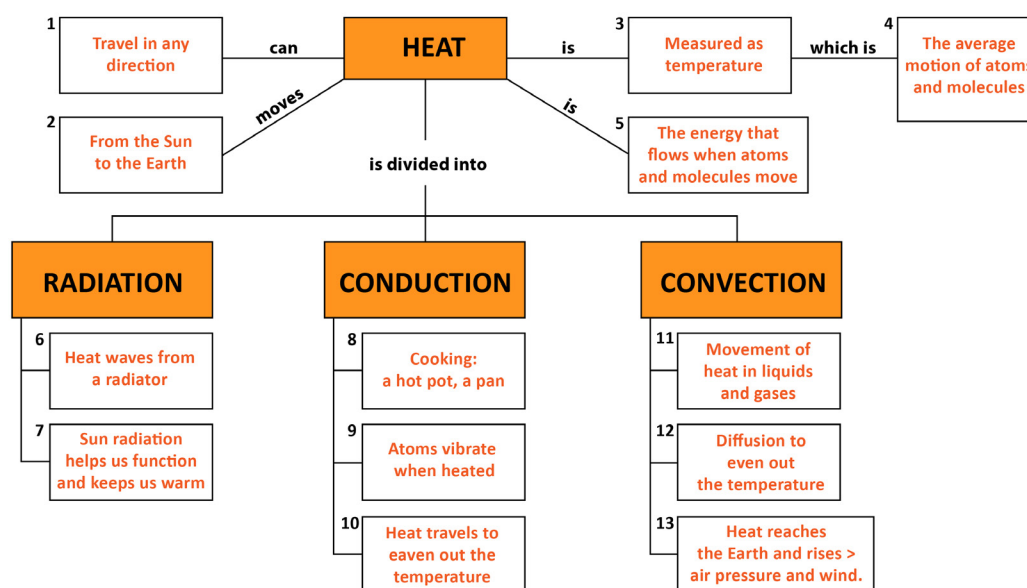 1
Travel in any
direction
can
HEAT
is
3
Measured as
temperature
which is
4
The average
motion of atoms
and molecules
2
From the Sun
to the Earth
moves
is
5
The energy that
flows when atoms
and molecules move
is divided into
RADIATION
6
Heat waves from
a radiator
7
Sun radiation
helps us function
and keeps us warm
CONDUCTION
8
Cooking:
a hot pot, a pan
9
Atoms vibrate
when heated
10
Heat travels to
eaven out the
temperature
CONVECTION
11
Movement of
heat in liquids
and gases
12
Diffusion to
even out
the temperature
13
Heat reaches
the Earth and rises >
air pressure and wind.